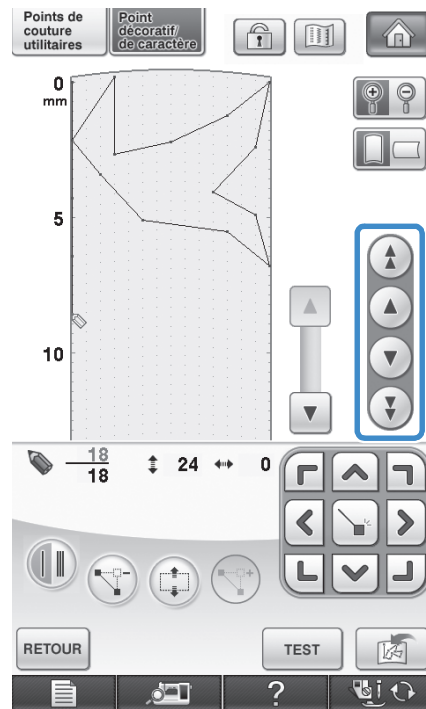 Points de
couture
utilitaires
Point
décoratif/
de caractère
0
mm
5
10
18
18
24
0
RETOUR
TEST
?